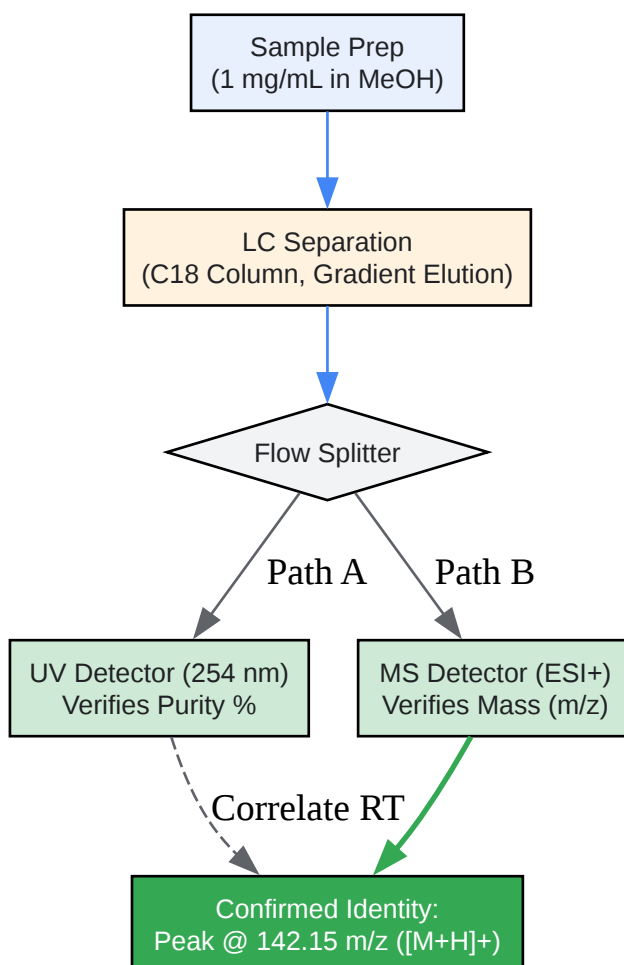 Sample Prep
(1 mg/mL in MeOH)
LC Separation
(C18 Column, Gradient Elution)
Flow Splitter
Path A
Path B
UV Detector (254 nm)
Verifies Purity %
MS Detector (ESI+)
Verifies Mass (m/z)
Correlate RT
Confirmed Identity:
Peak @ 142.15 m/z ([M+H]+)